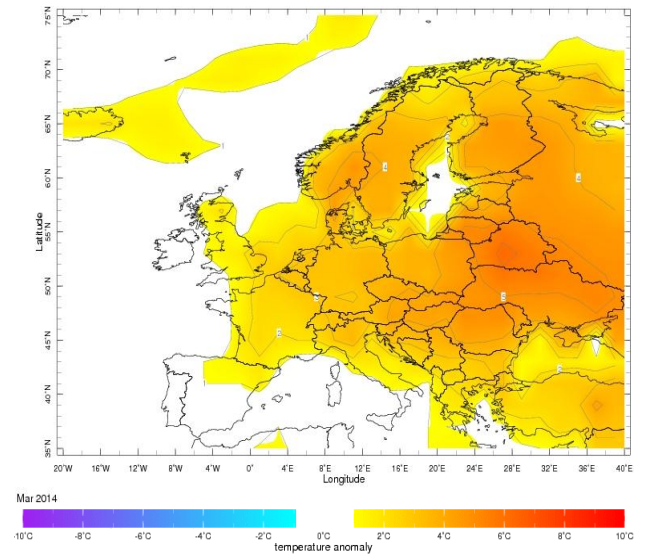 75˚N
70˚N
65˚N
60˚N
55˚N
50˚N
45˚N
40˚N
35˚N
Latitude
20˚W 16˚W 12˚W 8˚W 4˚W 0˚ 4˚E 8˚E 12˚E 16˚E 20˚E 24˚E 28˚E 32˚E 36˚E 40˚E
Longitude
Mar 2014
-10˚C -8˚C -6˚C -4˚C -2˚C 0˚C 2˚C 4˚C 6˚C 8˚C 10˚C
temperature anomaly